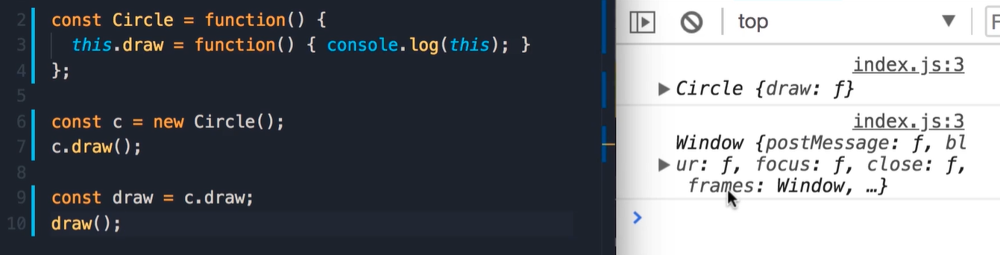 2 const Circle = function() {
3 this.draw = function() { console.log(this); }
4 };
5
6 const c = new Circle();
7 c.draw();
8
9 const draw = c.draw;
10 draw();
top ▼ F
index.js:3
▶ Circle {draw: f}
index.js:3
Window {postMessage: f, bl
▶ ur: f, focus: f, close: f,
frames: Window, …}
>